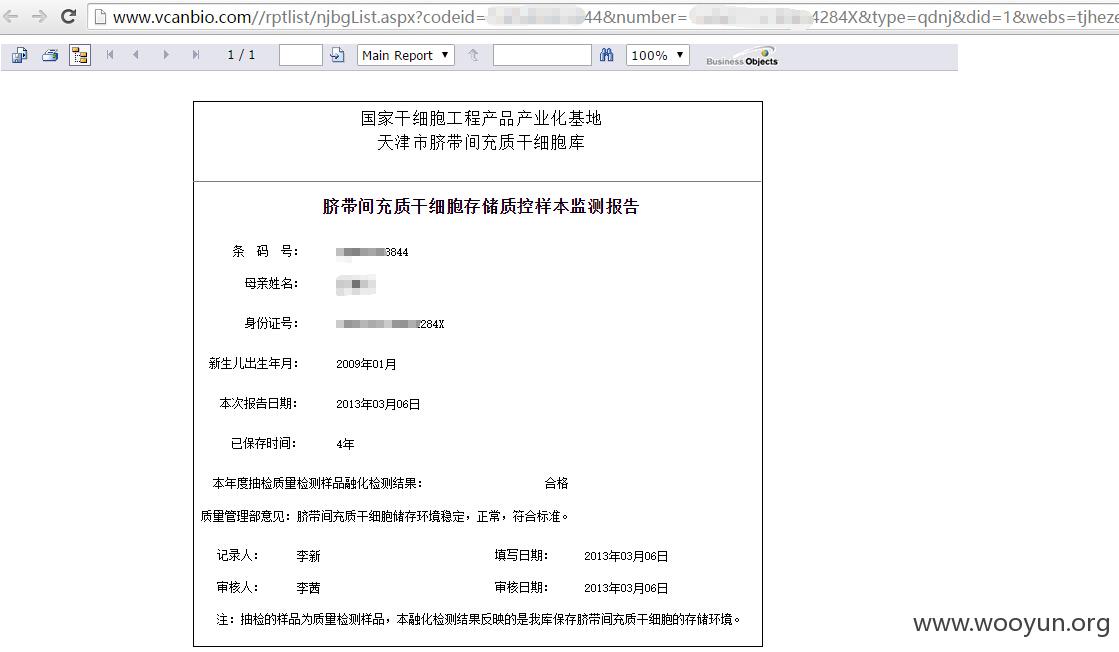 www.vcanbio.com//rptlist/njbgList.aspx?codeid= 44&number= 4284X&type=qdnj&did=1&webs=tjheze
1 / 1 Main Report 100% Business Objects
国家干细胞工程产品产业化基地
天津市脐带间充质干细胞库
脐带间充质干细胞存储质控样本监测报告
条 码 号： 3844
母亲姓名：
身份证号： 284X
新生儿出生年月： 2009年01月
本次报告日期： 2013年03月06日
已保存时间： 4年
本年度抽检质量检测样品融化检测结果： 合格
质量管理部意见：脐带间充质干细胞储存环境稳定，正常，符合标准。
记录人： 李新 填写日期： 2013年03月06日
审核人： 李茜 审核日期： 2013年03月06日
注：抽检的样品为质量检测样品，本融化检测结果反映的是我库保存脐带间充质干细胞的存储环境。
www.wooyun.org